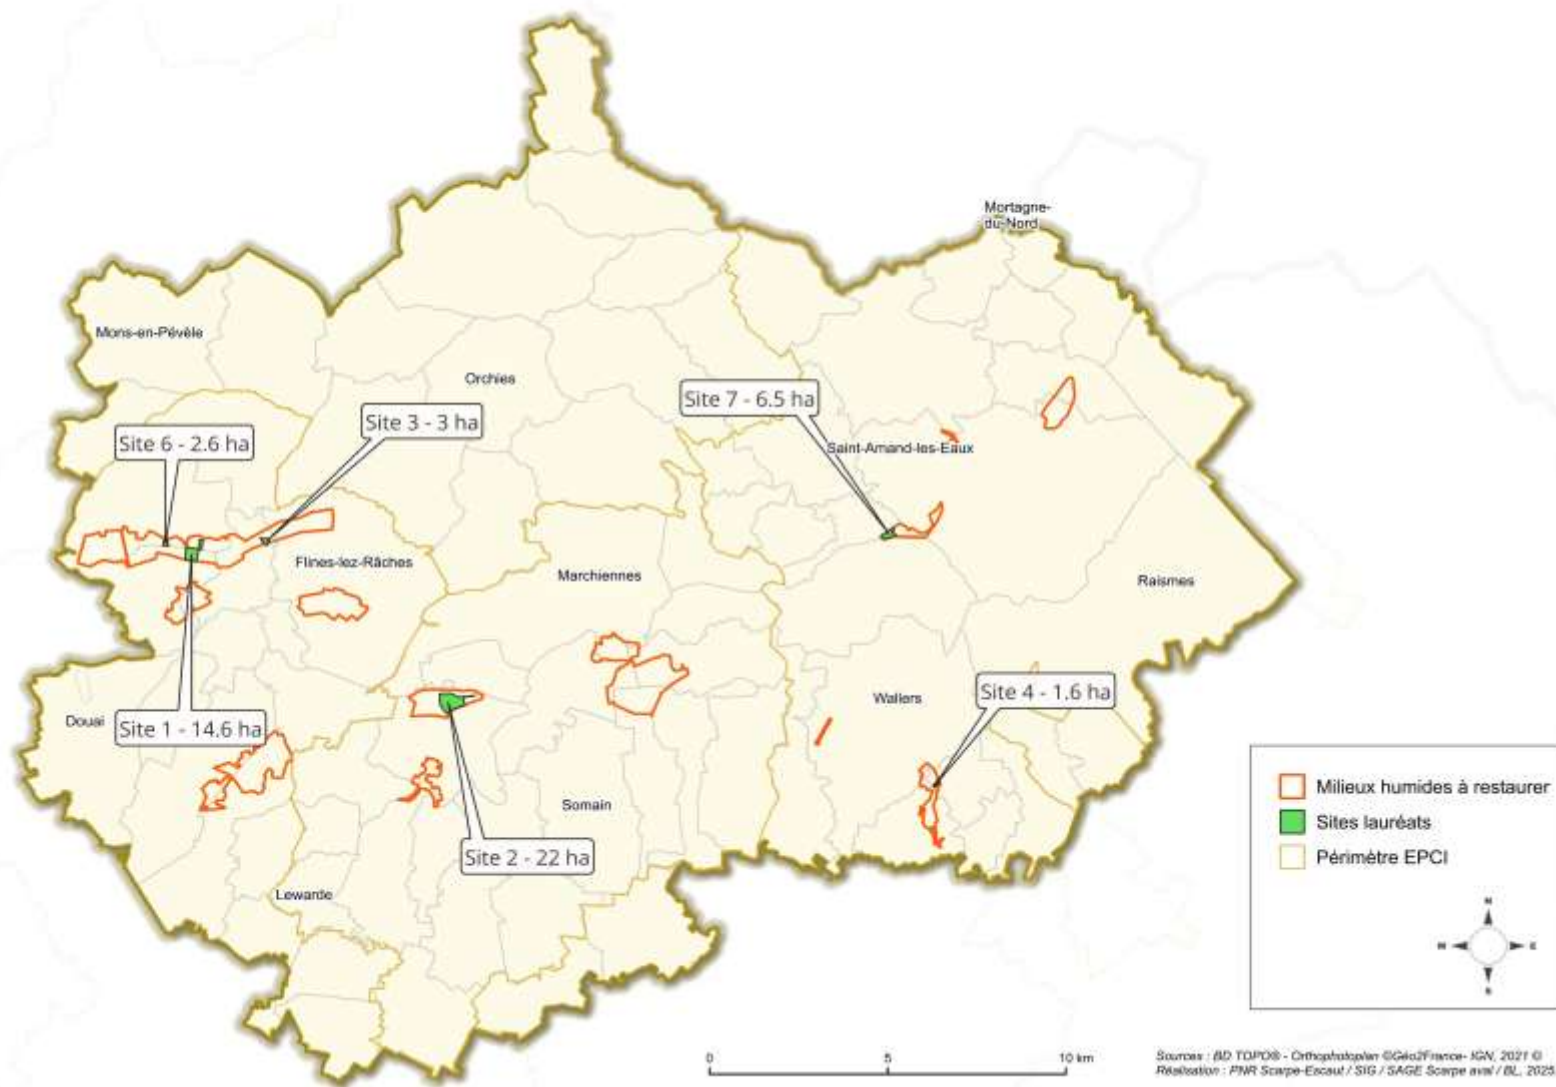 Mortagne-
du-Nord
Mons-en-Pévèle
Orchies
Site 7 - 6.5 ha
Site 3 - 3 ha
Site 6 - 2.6 ha
Saint-Amand-les-Eaux
Flines-lez-Râches
Marchiennes
Raismes
Site 4 - 1.6 ha
Wallers
Douai
Site 1 - 14.6 ha
Somain
Site 2 - 22 ha
Lewarde
Milieux humides à restaurer
Sites lauréats
Périmètre EPCI
N
W E
S
0 5 10 km
Sources : BD TOPO® - Orthophotoplan ©Géo2France- IGN, 2021 ©
Réalisation : PNR Scarpe-Escaut / SIG / SAGE Scarpe aval / BL, 2025